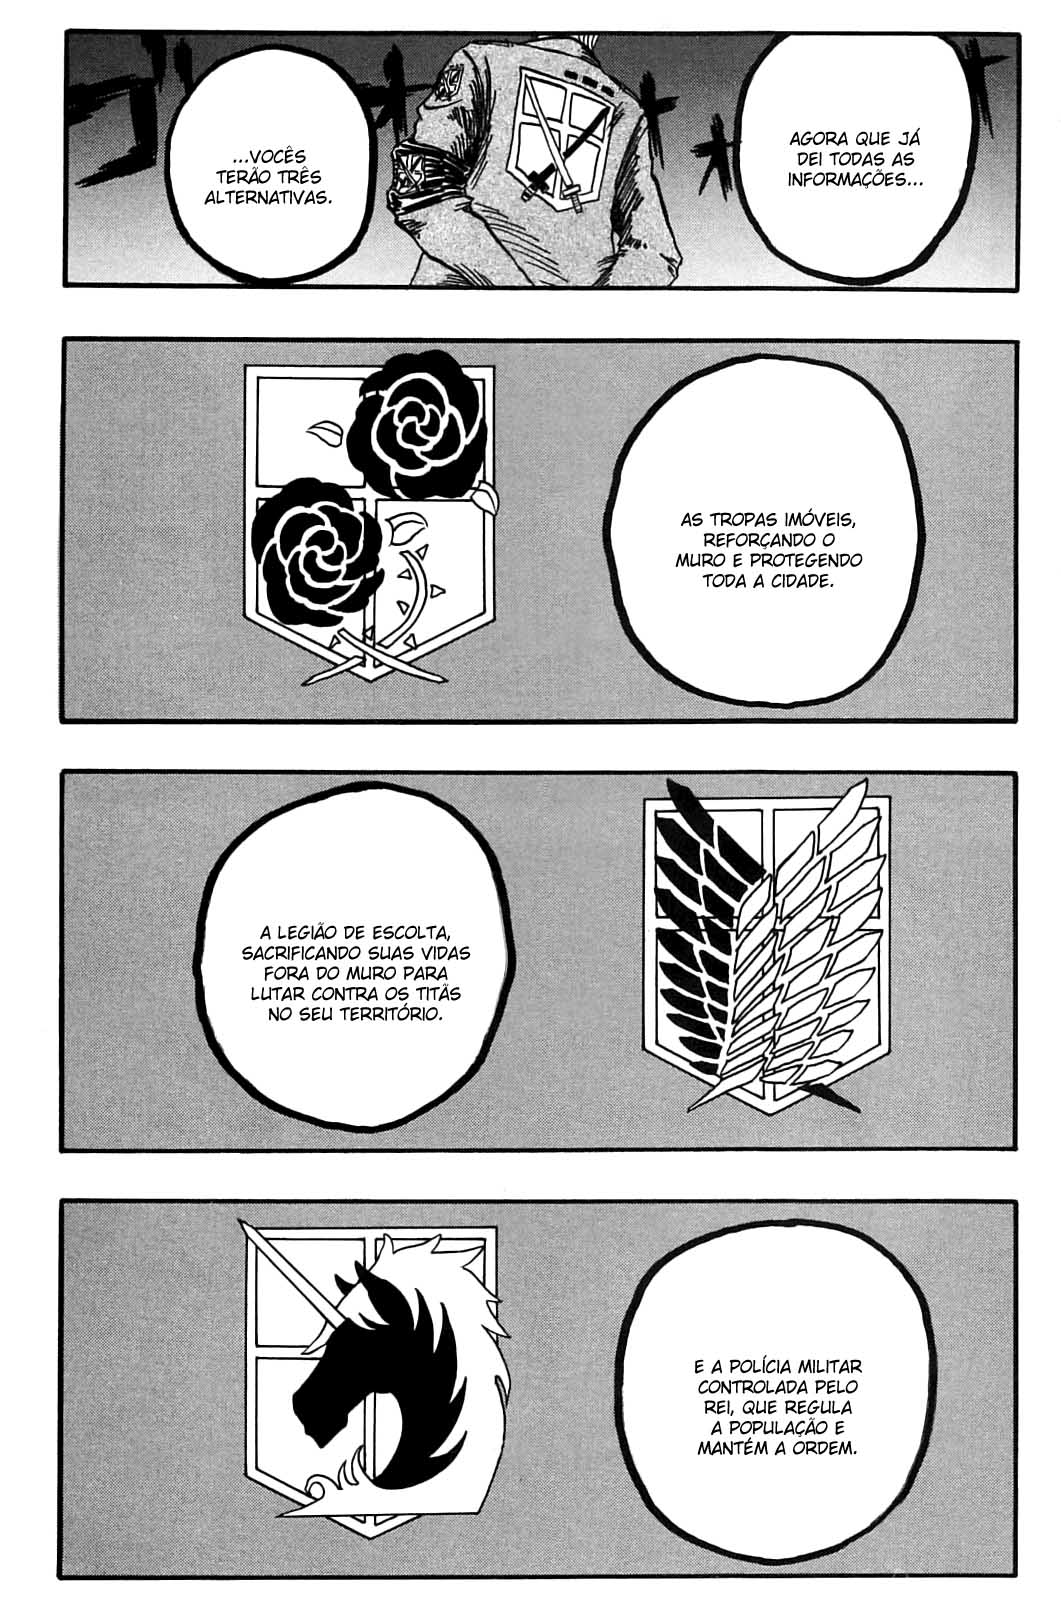 AGORA QUE JÁ
DEI TODAS AS
INFORMAÇÕES...
...VOCÊS
TERÃO TRÊS
ALTERNATIVAS.
AS TROPAS IMÓVEIS,
REFORÇANDO O
MURO E PROTEGENDO
TODA A CIDADE.
A LEGIÃO DE ESCOLTA,
SACRIFICANDO SUAS VIDAS
FORA DO MURO PARA
LUTAR CONTRA OS TITÃS
NO SEU TERRITÓRIO.
E A POLÍCIA MILITAR
CONTROLADA PELO
REI, QUE REGULA
A POPULAÇÃO E
MANTÉM A ORDEM.